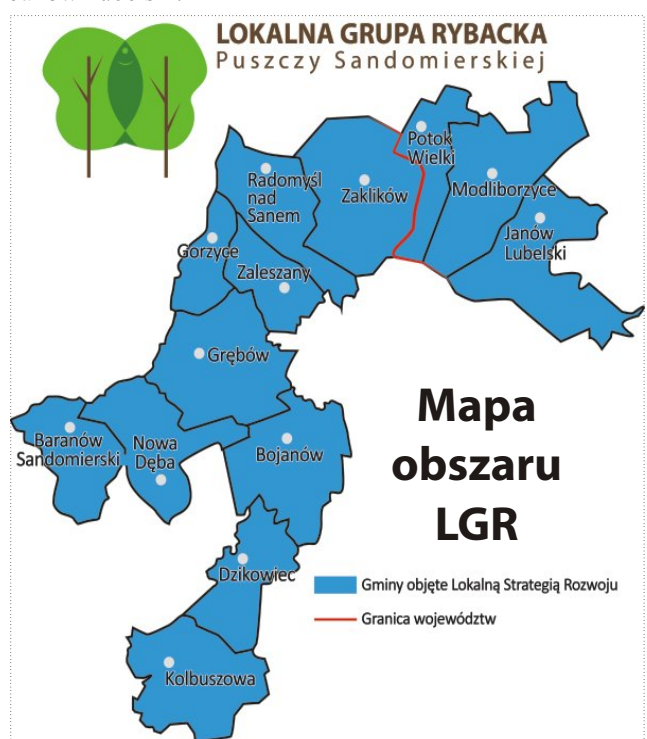 LOKALNA GRUPA RYBACKA
Puszczy Sandomierskiej
Potok
Wielki
Radomyśl
nad
Sanem
Zaklików
Modliborzyce
Janów
Lubelski
Gorzyce
Zaleszany
Grębów
Baranów
Sandomierski
Nowa
Dęba
Bojanów
Mapa
obszaru
LGR
Dzikowiec
Gminy objęte Lokalną Strategią Rozwoju
Granica województw
Kolbuszowa